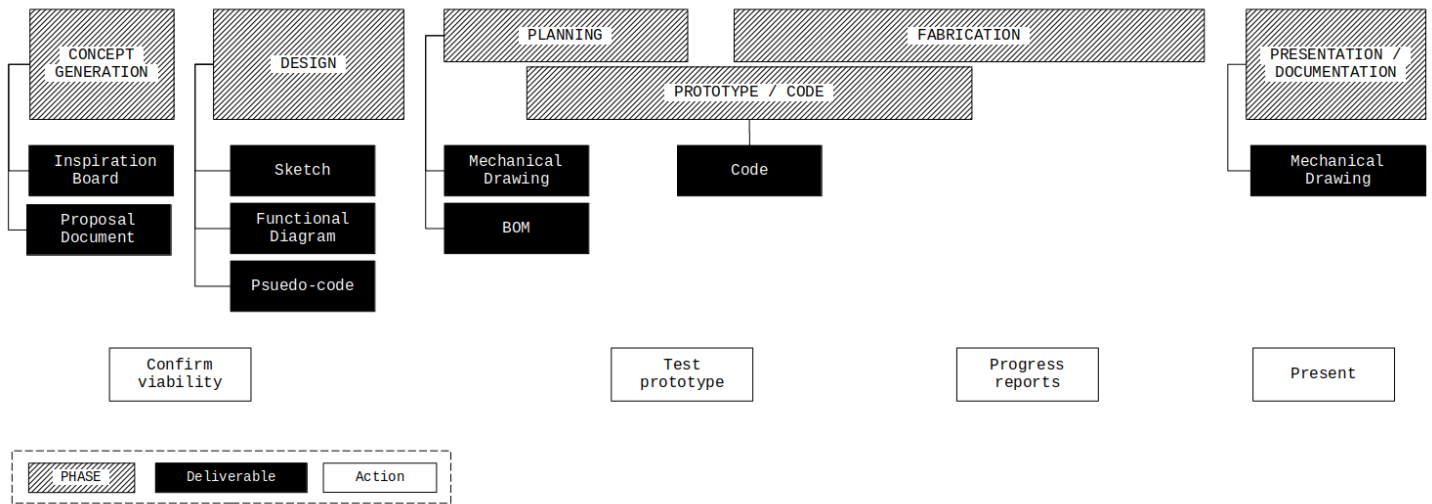 CONCEPT
GENERATION
DESIGN
PLANNING
FABRICATION
PROTOTYPE / CODE
PRESENTATION /
DOCUMENTATION
Inspiration
Board
Proposal
Document
Sketch
Functional
Diagram
Psuedo-code
Mechanical
Drawing
BOM
Code
Mechanical
Drawing
Confirm
viability
Test
prototype
Progress
reports
Present
PHASE
Deliverable
Action